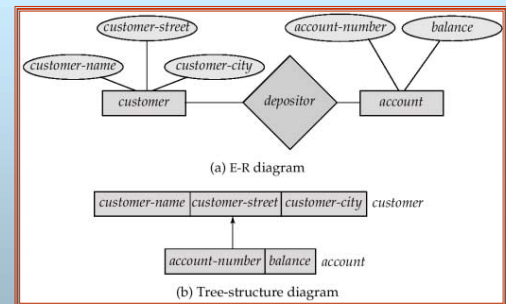 customer-street
account-number
balance
customer-name
customer-city
customer
depositor
account
(a) E-R diagram
customer-name customer-street customer-city customer
account-number balance account
(b) Tree-structure diagram